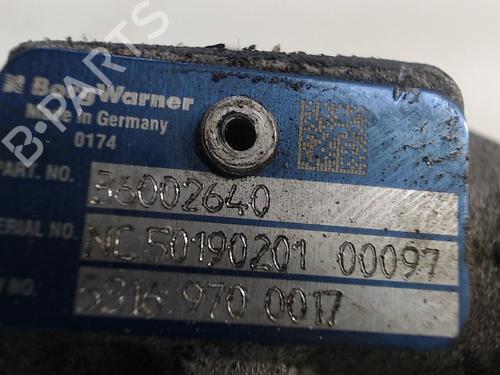 BorgWarner
Made in Germany
0174
PART. NO. 36002640
SERIAL NO. NC 50190201 00097
NO. 5316 970 0017
B-PARTS